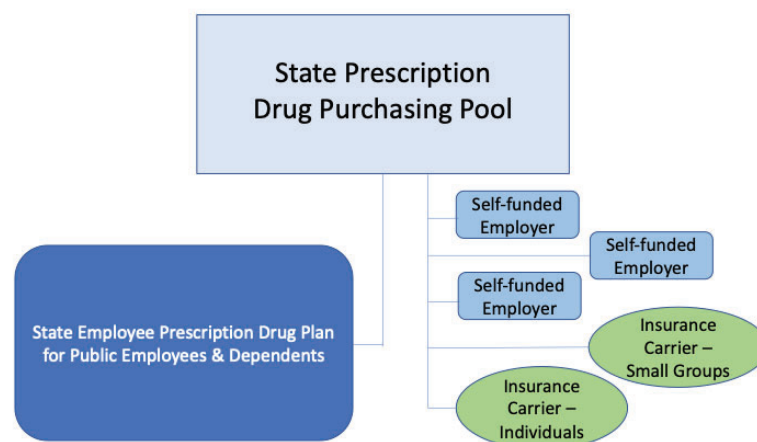 State Prescription
Drug Purchasing Pool
Self-funded
Employer
Self-funded
Employer
Self-funded
Employer
State Employee Prescription Drug Plan
for Public Employees & Dependents
Insurance
Carrier –
Small Groups
Insurance
Carrier –
Individuals